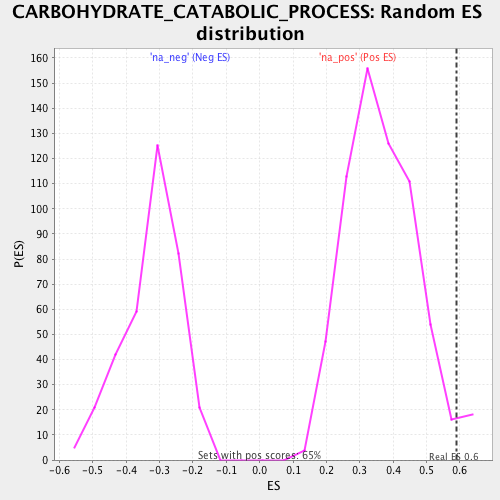 CARBOHYDRATE_CATABOLIC_PROCESS: Random ES
distribution
'na_neg' (Neg ES)
'na_pos' (Pos ES)
160
150
140
130
120
110
100
90
80
70
60
50
40
30
20
10
0
P(ES)
Sets with pos scores: 65%
Real ES 0.6
-0.6 -0.5 -0.4 -0.3 -0.2 -0.1 0.0 0.1 0.2 0.3 0.4 0.5 0.6
ES